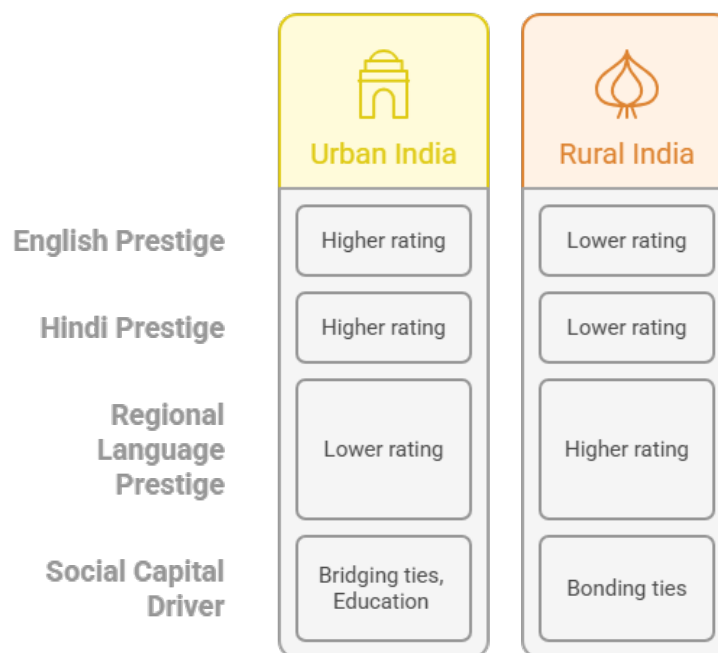 Urban India
Rural India
English Prestige
Higher rating
Lower rating
Hindi Prestige
Higher rating
Lower rating
Regional
Language
Prestige
Lower rating
Higher rating
Social Capital
Driver
Bridging ties,
Education
Bonding ties